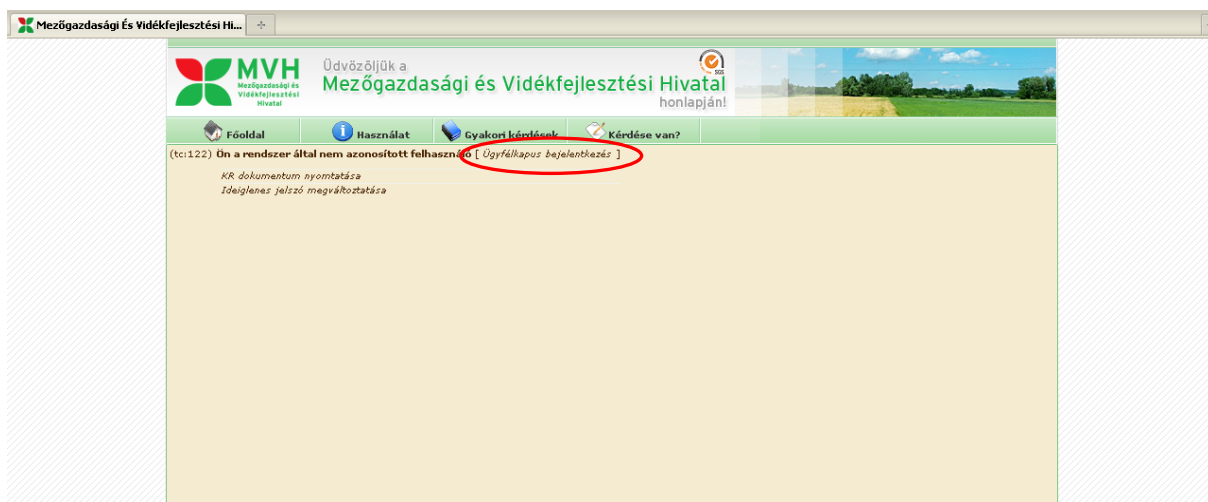 Mezőgazdasági És Vidékfejlesztési Hi...
MVH
Mezőgazdasági és
Vidékfejlesztési
Hivatal
Üdvözöljük a
Mezőgazdasági és Vidékfejlesztési Hivatal
honlapján!
SGS
Főoldal
Használat
Gyakori kérdések
Kérdése van?
(tc:122) Ön a rendszer által nem azonosított felhasználó [ Ügyfélkapus bejelentkezés ]
KR dokumentum nyomtatása
Ideiglenes jelszó megváltoztatása